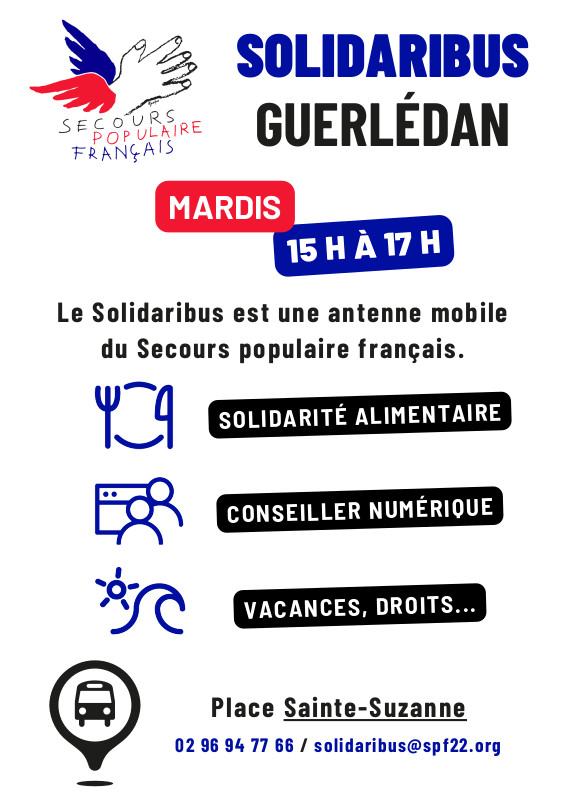 SECOURS
POPULAIRE
FRANÇAIS
SOLIDARIBUS
GUERLÉDAN
MARDIS
15 H À 17 H
Le Solidaribus est une antenne mobile
du Secours populaire français.
SOLIDARITÉ ALIMENTAIRE
CONSEILLER NUMÉRIQUE
VACANCES, DROITS...
Place Sainte-Suzanne
02 96 94 77 66 / solidaribus@spf22.org